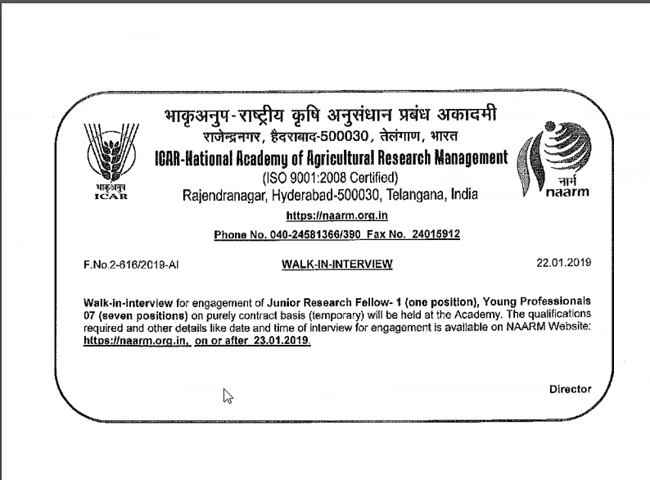 भाकृअनुप-राष्ट्रीय कृषि अनुसंधान प्रबंध अकादमी
राजेन्द्रनगर, हैदराबाद-500030, तेलंगाण, भारत
ICAR-National Academy of Agricultural Research Management
(ISO 9001:2008 Certified)
Rajendranagar, Hyderabad-500030, Telangana, India
https://naarm.org.in
Phone No. 040-24581366/390 Fax No. 24015912
भाकृअनुप
ICAR
नार्म
naarm
F.No.2-616/2019-AI
WALK-IN-INTERVIEW
22.01.2019
Walk-in-interview for engagement of Junior Research Fellow- 1 (one position), Young Professionals
07 (seven positions) on purely contract basis (temporary) will be held at the Academy. The qualifications
required and other details like date and time of interview for engagement is available on NAARM Website:
https://naarm.org.in, on or after 23.01.2019.
Director